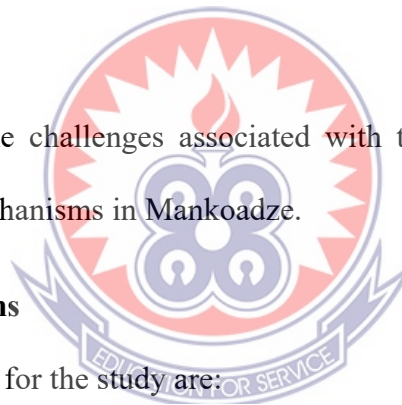 e challenges associated with t
hanisms in Mankoadze.
ns
for the study are:
EDUCATION FOR SERVICE